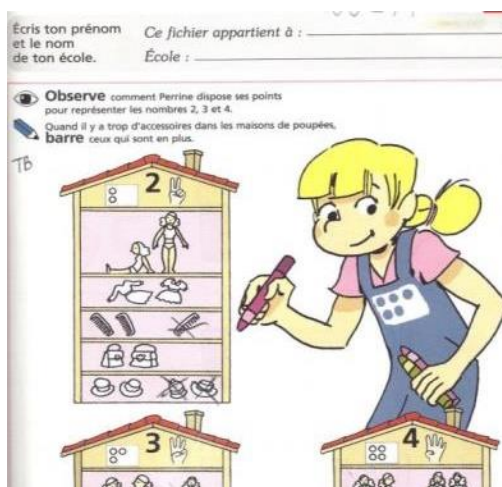 Écris ton prénom
et le nom
de ton école.
Ce fichier appartient à :
École :
Observe comment Perrine dispose ses points
pour représenter les nombres 2, 3 et 4.
Quand il y a trop d'accessoires dans les maisons de poupées,
barre ceux qui sont en plus.
TB
2
3
4